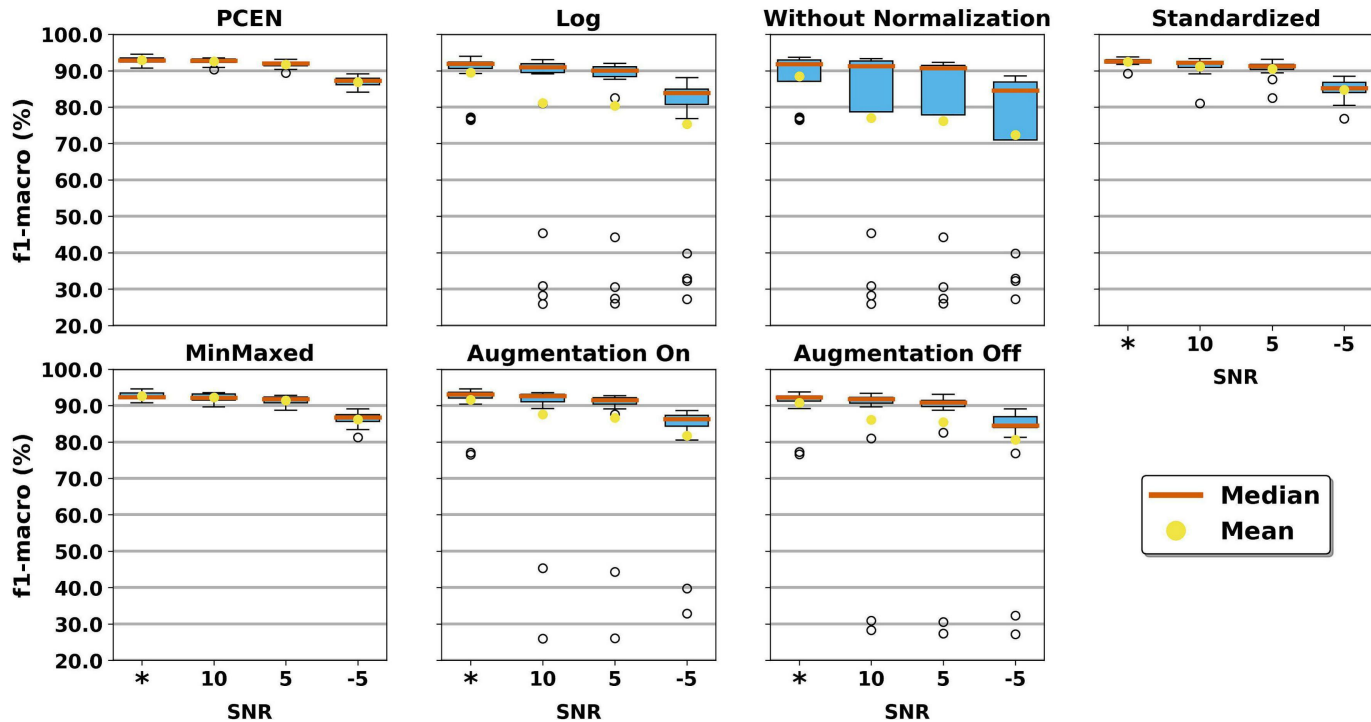 PCEN
Log
Without Normalization
Standardized
f1-macro (%)
100.0
90.0
80.0
70.0
60.0
50.0
40.0
30.0
20.0
* 10 5 -5
SNR
MinMaxed
Augmentation On
Augmentation Off
f1-macro (%)
100.0
90.0
80.0
70.0
60.0
50.0
40.0
30.0
20.0
* 10 5 -5
SNR
* 10 5 -5
SNR
* 10 5 -5
SNR
Median
Mean